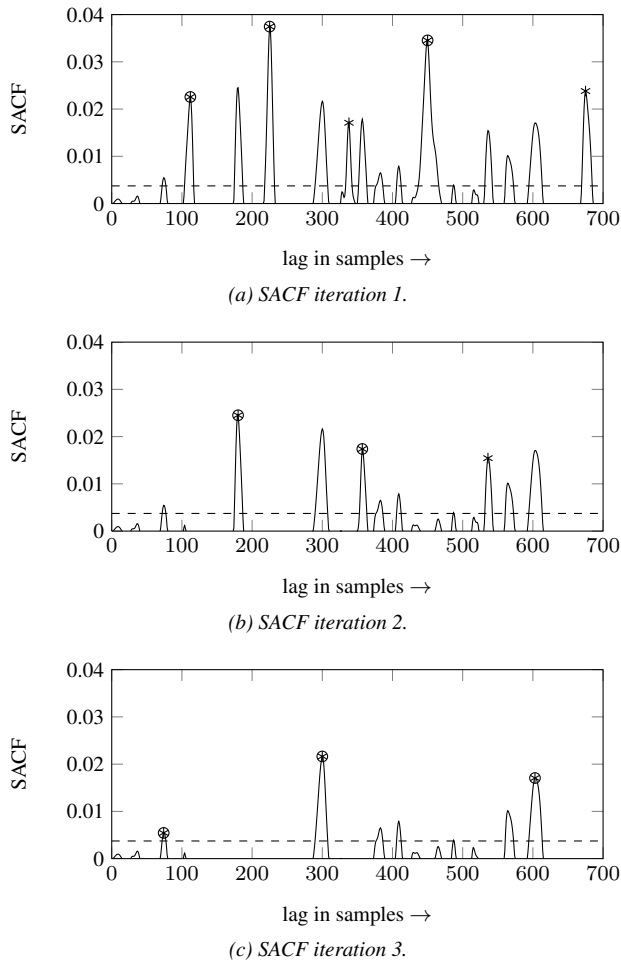 0.04
0.03
0.02
0.01
0
SACF
0 100 200 300 400 500 600 700
lag in samples →
(a) SACF iteration 1.
0.04
0.03
0.02
0.01
0
SACF
0 100 200 300 400 500 600 700
lag in samples →
(b) SACF iteration 2.
0.04
0.03
0.02
0.01
0
SACF
0 100 200 300 400 500 600 700
lag in samples →
(c) SACF iteration 3.